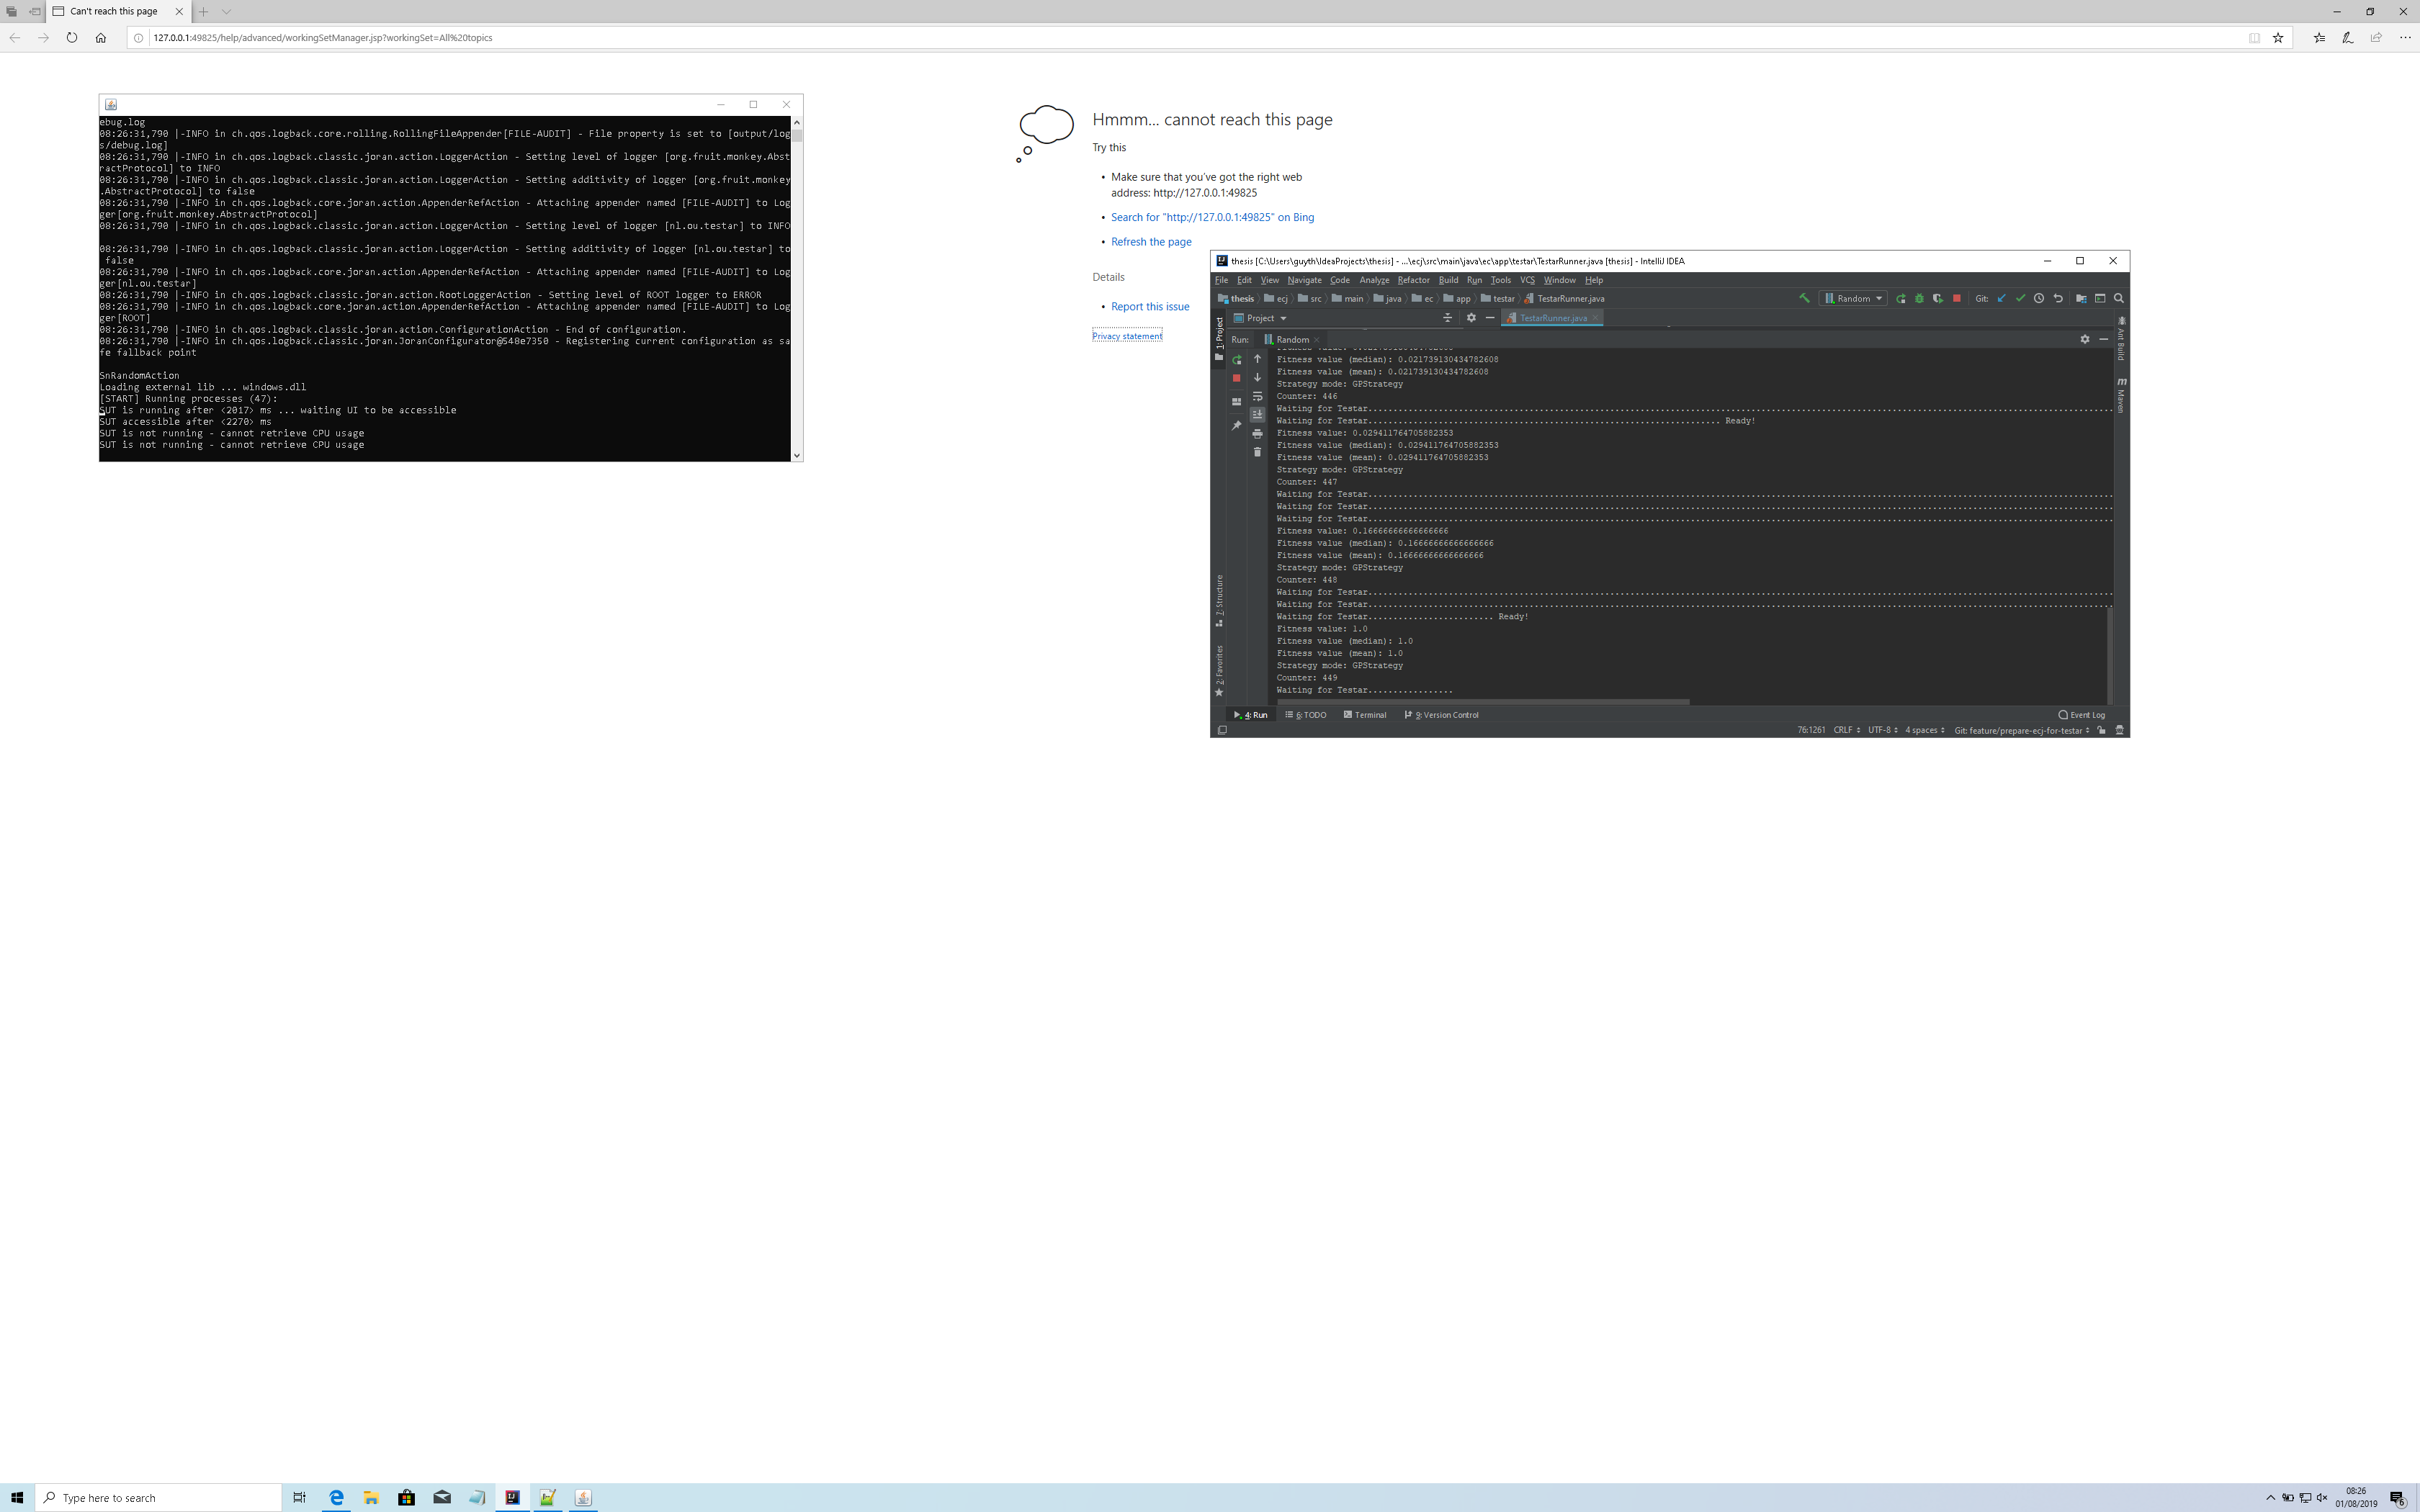 Can't reach this page
127.0.0.1:49825/help/advanced/workingSetManager.jsp?workingSet=All%20topics
ebug.log
08:26:31,790 |-INFO in ch.qos.logback.core.rolling.RollingFileAppender[FILE-AUDIT] - File property is set to [output/log
s/debug.log]
08:26:31,790 |-INFO in ch.qos.logback.classic.joran.action.LoggerAction - Setting level of logger [org.fruit.monkey.Abst
ractProtocol] to INFO
08:26:31,790 |-INFO in ch.qos.logback.classic.joran.action.LoggerAction - Setting additivity of logger [org.fruit.monkey
.AbstractProtocol] to false
08:26:31,790 |-INFO in ch.qos.logback.core.joran.action.AppenderRefAction - Attaching appender named [FILE-AUDIT] to Log
ger[org.fruit.monkey.AbstractProtocol]
08:26:31,790 |-INFO in ch.qos.logback.classic.joran.action.LoggerAction - Setting level of logger [nl.ou.testar] to INFO
08:26:31,790 |-INFO in ch.qos.logback.classic.joran.action.LoggerAction - Setting additivity of logger [nl.ou.testar] to
false
08:26:31,790 |-INFO in ch.qos.logback.core.joran.action.AppenderRefAction - Attaching appender named [FILE-AUDIT] to Log
ger[nl.ou.testar]
08:26:31,790 |-INFO in ch.qos.logback.classic.joran.action.RootLoggerAction - Setting level of ROOT logger to ERROR
08:26:31,790 |-INFO in ch.qos.logback.core.joran.action.AppenderRefAction - Attaching appender named [FILE-AUDIT] to Log
ger[ROOT]
08:26:31,790 |-INFO in ch.qos.logback.classic.joran.action.ConfigurationAction - End of configuration.
08:26:31,790 |-INFO in ch.qos.logback.classic.joran.JoranConfigurator@548e7350 - Registering current configuration as sa
fe fallback point
SnRandomAction
Loading external lib ... windows.dll
[START] Running processes (47):
SUT is running after <2017> ms ... waiting UI to be accessible
SUT accessible after <2270> ms
SUT is not running - cannot retrieve CPU usage
SUT is not running - cannot retrieve CPU usage
Hmmm... cannot reach this page
Try this
• Make sure that you've got the right web
address: http://127.0.0.1:49825
• Search for "http://127.0.0.1:49825" on Bing
• Refresh the page
Details
• Report this issue
Privacy statement
thesis [C:\Users\guyth\IdeaProjects\thesis] - ...\ecj\src\main\java\ec\app\testar\TestarRunner.java [thesis] - IntelliJ IDEA
File Edit View Navigate Code Analyze Refactor Build Run Tools VCS Window Help
thesis ecj src main java ec app testar TestarRunner.java Random Git:
Project TestarRunner.java
Run: Random
1: Project
Ant Build
Maven
Z: Structure
2: Favorites
Fitness value (median): 0.021739130434782608
Fitness value (mean): 0.021739130434782608
Strategy mode: GPStrategy
Counter: 446
Waiting for Testar....................
Waiting for Testar.................... Ready!
Fitness value: 0.029411764705882353
Fitness value (median): 0.029411764705882353
Fitness value (mean): 0.029411764705882353
Strategy mode: GPStrategy
Counter: 447
Waiting for Testar....................
Waiting for Testar....................
Waiting for Testar....................
Fitness value: 0.16666666666666666
Fitness value (median): 0.16666666666666666
Fitness value (mean): 0.16666666666666666
Strategy mode: GPStrategy
Counter: 448
Waiting for Testar....................
Waiting for Testar....................
Waiting for Testar......................... Ready!
Fitness value: 1.0
Fitness value (median): 1.0
Fitness value (mean): 1.0
Strategy mode: GPStrategy
Counter: 449
Waiting for Testar.................
4: Run 6: TODO Terminal 9: Version Control Event Log
76:1261 CRLF UTF-8 4 spaces Git: feature/prepare-ecj-for-testar
Type here to search
08:26
01/08/2019
6